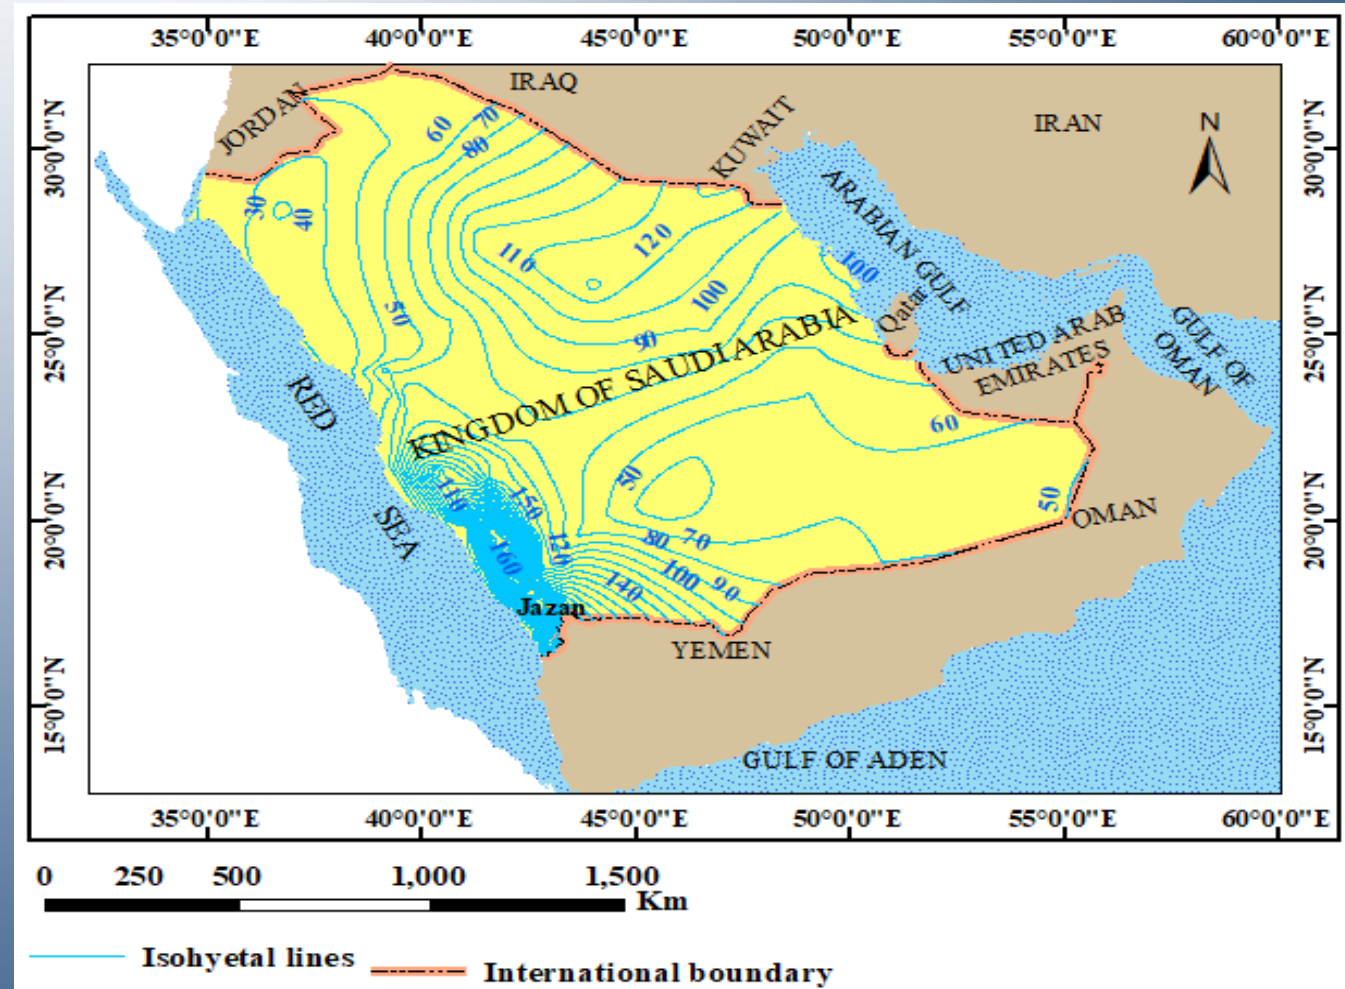 35°0'0"E 40°0'0"E 45°0'0"E 50°0'0"E 55°0'0"E 60°0'0"E
30°0'0"N
25°0'0"N
20°0'0"N
15°0'0"N
30°0'0"N
25°0'0"N
20°0'0"N
15°0'0"N
JORDAN
IRAQ
KUWAIT
IRAN
N
ARABIAN GULF
Qatar
UNITED ARAB
EMIRATES
GULF OF
OMAN
KINGDOM OF SAUDI ARABIA
RED
SEA
OMAN
Jazan
YEMEN
GULF OF ADEN
60
70
80
30
40
110
120
100
100
50
90
60
50
50
110
150
160
120
80
70
140
100
90
35°0'0"E 40°0'0"E 45°0'0"E 50°0'0"E 55°0'0"E 60°0'0"E
0 250 500 1,000 1,500
Km
Isohyetal lines
International boundary